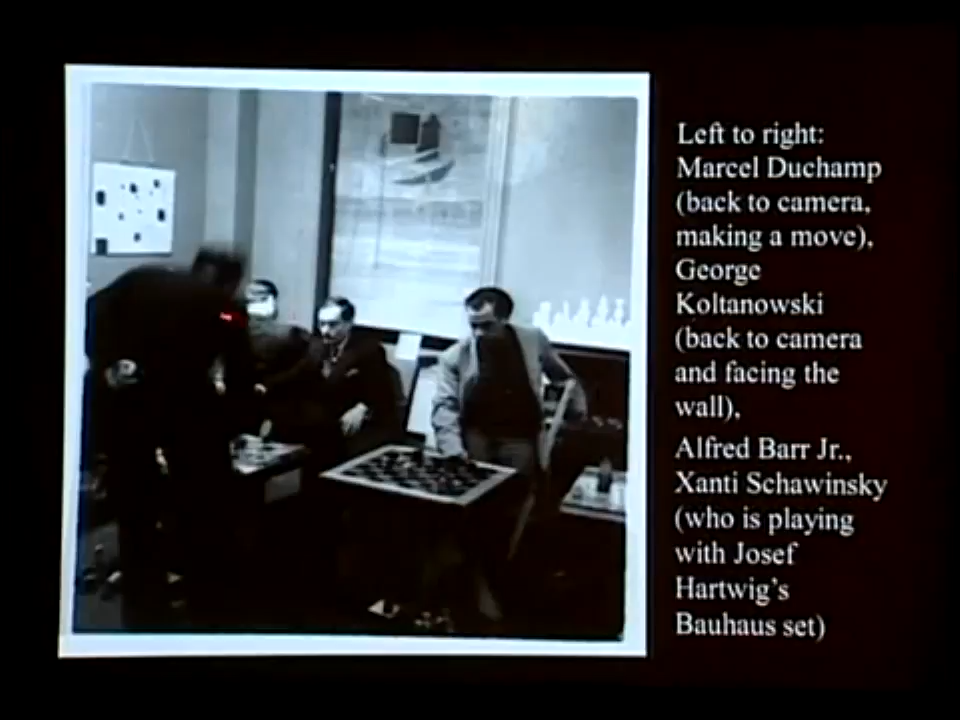 Left to right:
Marcel Duchamp
(back to camera,
making a move),
George
Koltanowski
(back to camera
and facing the
wall),
Alfred Barr Jr.,
Xanti Schawinsky
(who is playing
with Josef
Hartwig's
Bauhaus set)